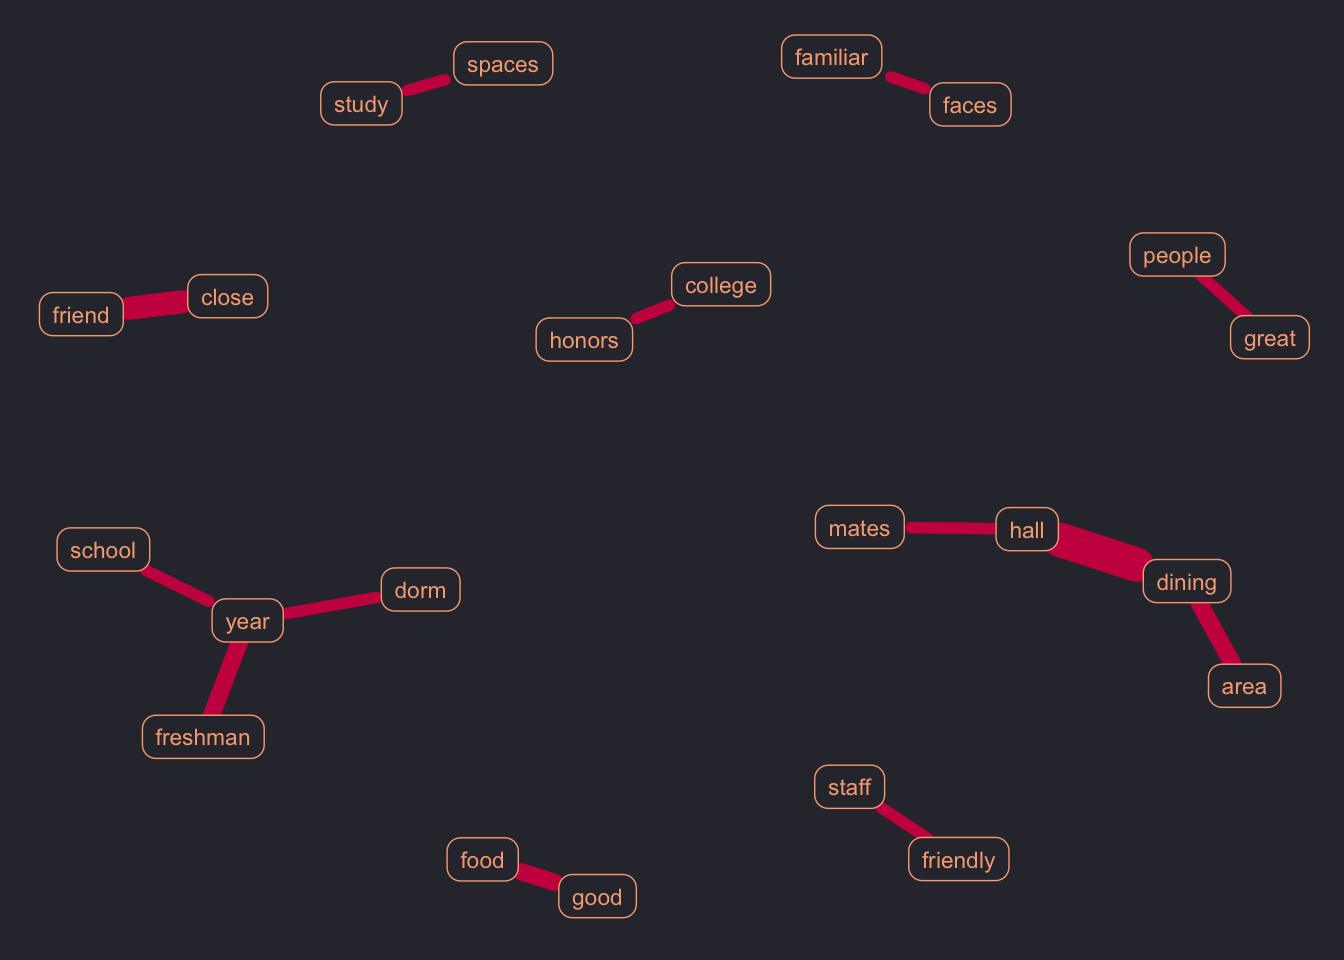 familiar
spaces
study
faces
people
close
college
friend
great
honors
mates
hall
school
dining
dorm
year
area
freshman
staff
food
friendly
good